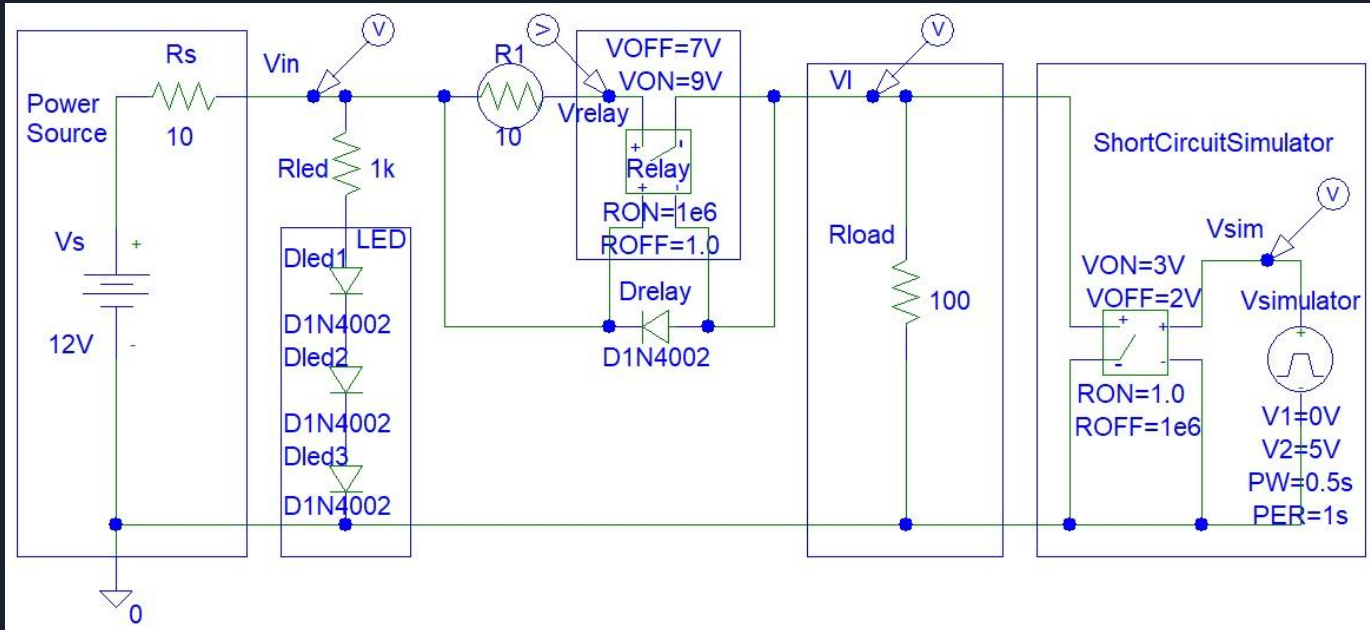 Power
Source
Rs
10
Vs
+
-
12V
0
Vin
V
Rled
1k
LED
Dled1
D1N4002
Dled2
D1N4002
Dled3
D1N4002
R1
10
V
Vrelay
VOFF=7V
VON=9V
+
-
Relay
+
-
RON=1e6
ROFF=1.0
Drelay
D1N4002
Vl
V
Rload
100
ShortCircuitSimulator
V
Vsim
VON=3V
VOFF=2V
+
+
-
-
RON=1.0
ROFF=1e6
Vsimulator
+
-
V1=0V
V2=5V
PW=0.5s
PER=1s